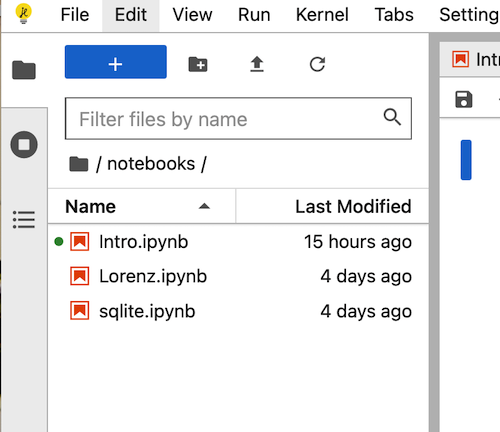 File Edit View Run Kernel Tabs Setting
Intr
Filter files by name
/ notebooks /
Name Last Modified
Intro.ipynb 15 hours ago
Lorenz.ipynb 4 days ago
sqlite.ipynb 4 days ago